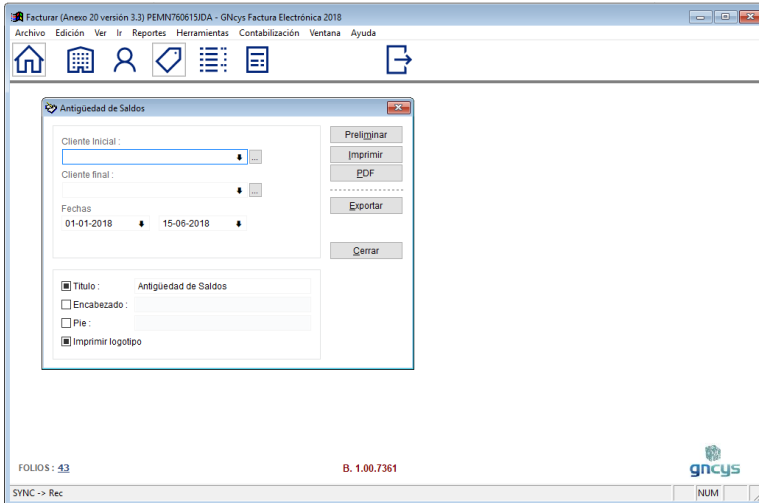 Facturar (Anexo 20 versión 3.3) PEMN760615JDA - GNcys Factura Electrónica 2018
Archivo Edición Ver Ir Reportes Herramientas Contabilización Ventana Ayuda
Antigüedad de Saldos
Cliente Inicial :
...
Cliente final :
...
Fechas
01-01-2018 15-06-2018
Preliminar
Imprimir
PDF
Exportar
Cerrar
Titulo : Antigüedad de Saldos
Encabezado :
Pie :
Imprimir logotipo
FOLIOS : 43
B. 1.00.7361
gncys
SYNC -> Rec
NUM